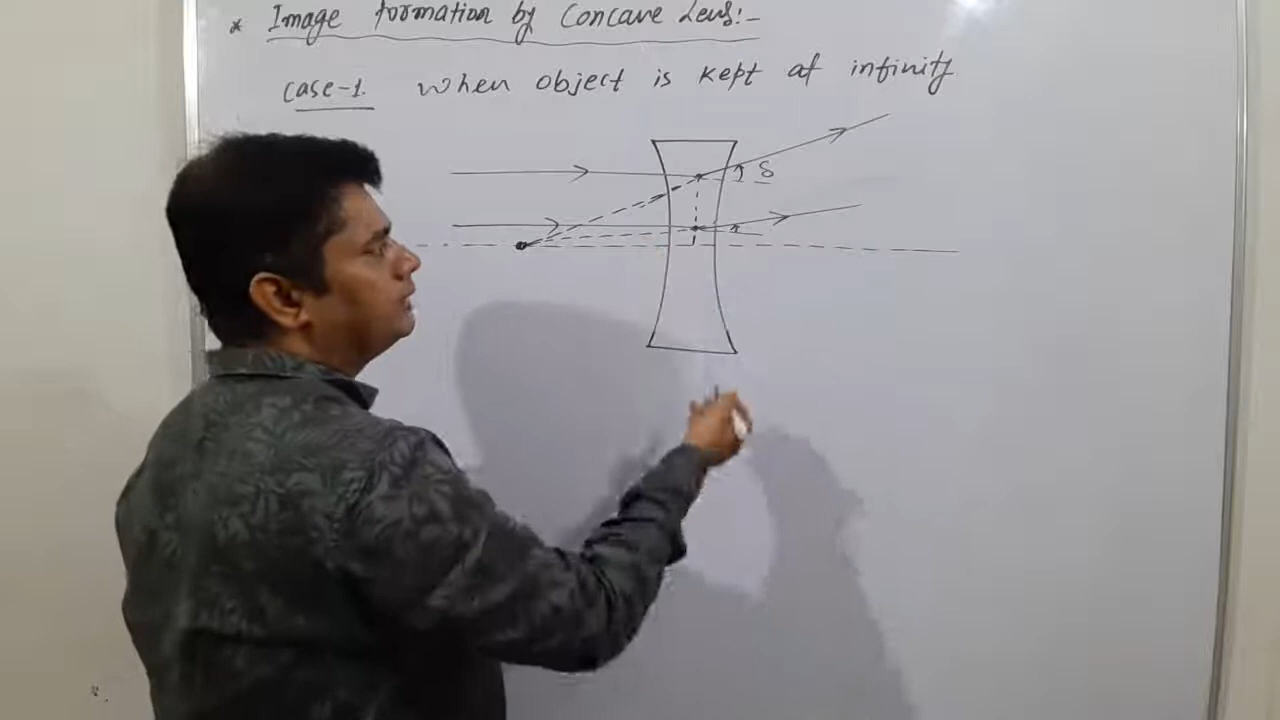 * Image formation by Concave Lens:-
Case-1. When object is kept at infinity
δ